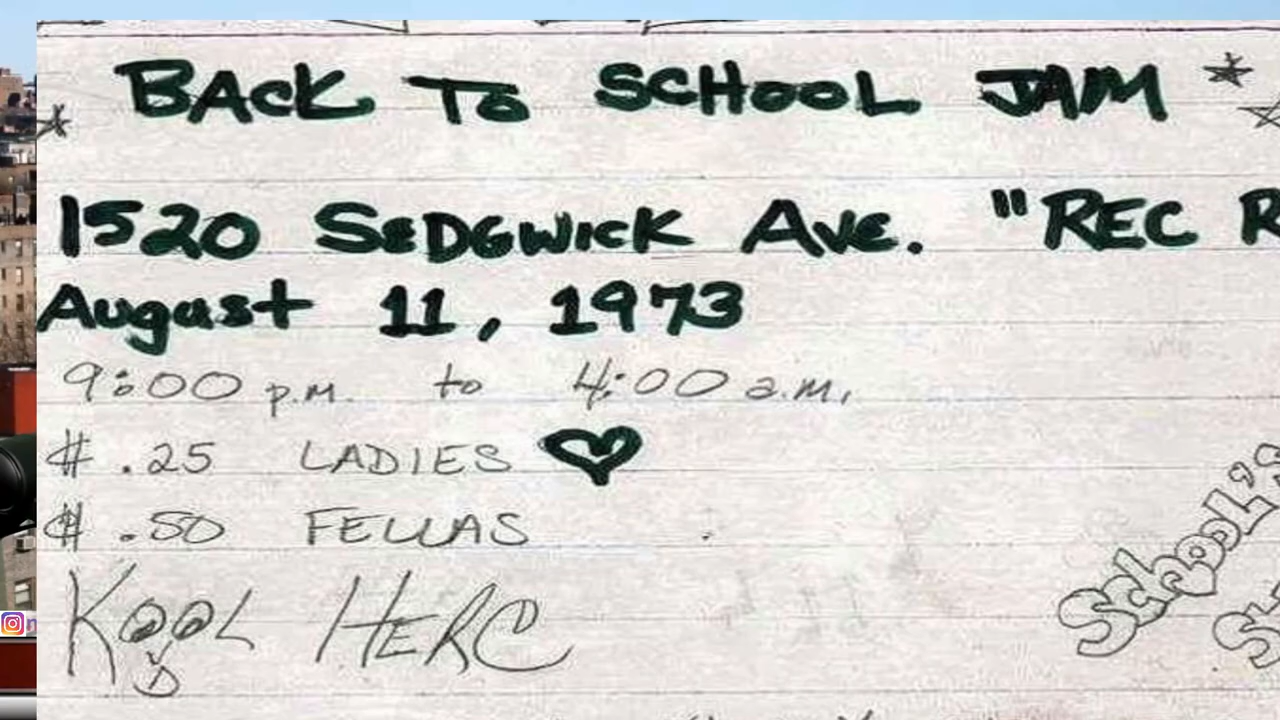 BACK TO SCHOOL JAM
1520 SEDGWICK AVE. "REC R
August 11, 1973
9:00 p.m. to 4:00 a.m.
$ .25 LADIES
$ .50 FELLAS
KOOL HERC
School's